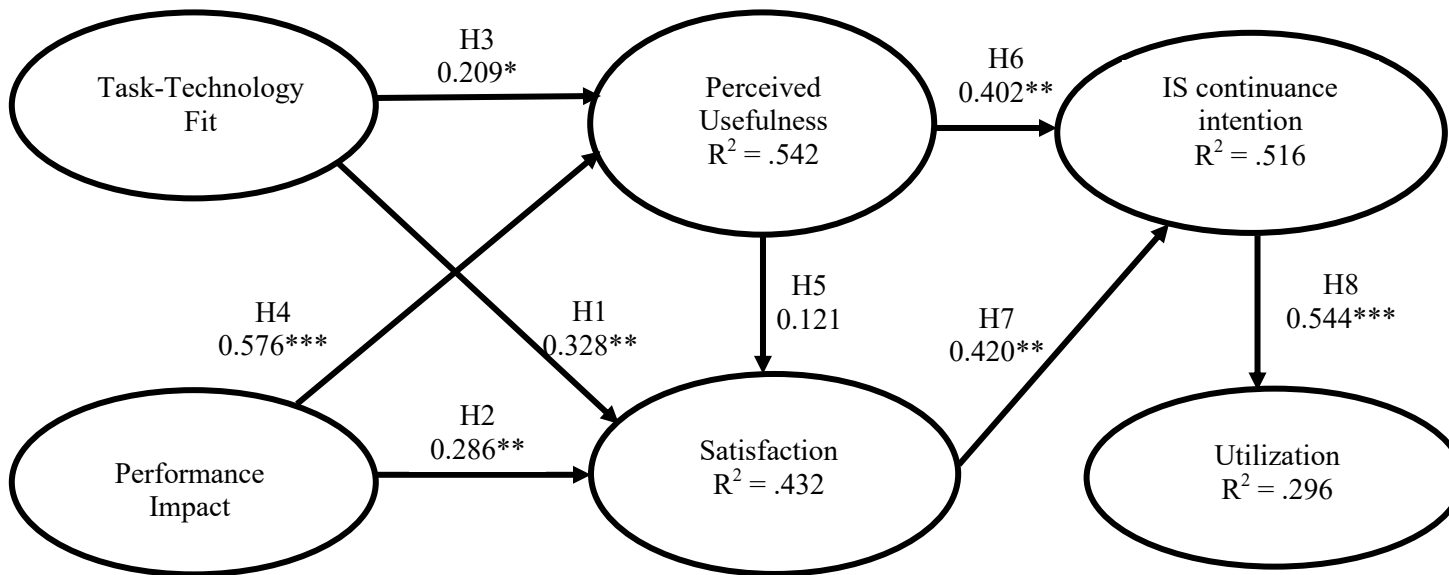 Task-Technology
Fit
H3
0.209*
Perceived
Usefulness
R² = .542
H6
0.402**
IS continuance
intention
R² = .516
H4
0.576***
H1
0.328**
H5
0.121
H7
0.420**
H8
0.544***
Performance
Impact
H2
0.286**
Satisfaction
R² = .432
Utilization
R² = .296